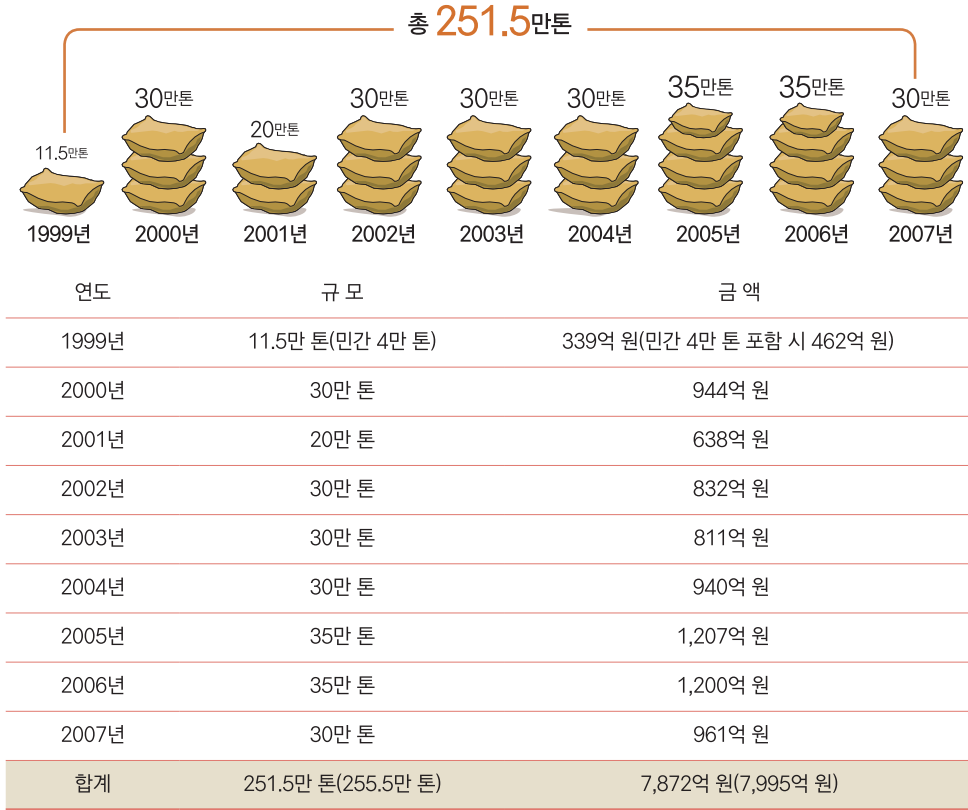 총 251.5만톤
11.5만톤
30만톤
20만톤
30만톤
30만톤
30만톤
35만톤
35만톤
30만톤
1999년 2000년 2001년 2002년 2003년 2004년 2005년 2006년 2007년
연도 규 모 금 액
1999년 11.5만 톤(민간 4만 톤) 339억 원(민간 4만 톤 포함 시 462억 원)
2000년 30만 톤 944억 원
2001년 20만 톤 638억 원
2002년 30만 톤 832억 원
2003년 30만 톤 811억 원
2004년 30만 톤 940억 원
2005년 35만 톤 1,207억 원
2006년 35만 톤 1,200억 원
2007년 30만 톤 961억 원
합계 251.5만 톤(255.5만 톤) 7,872억 원(7,995억 원)